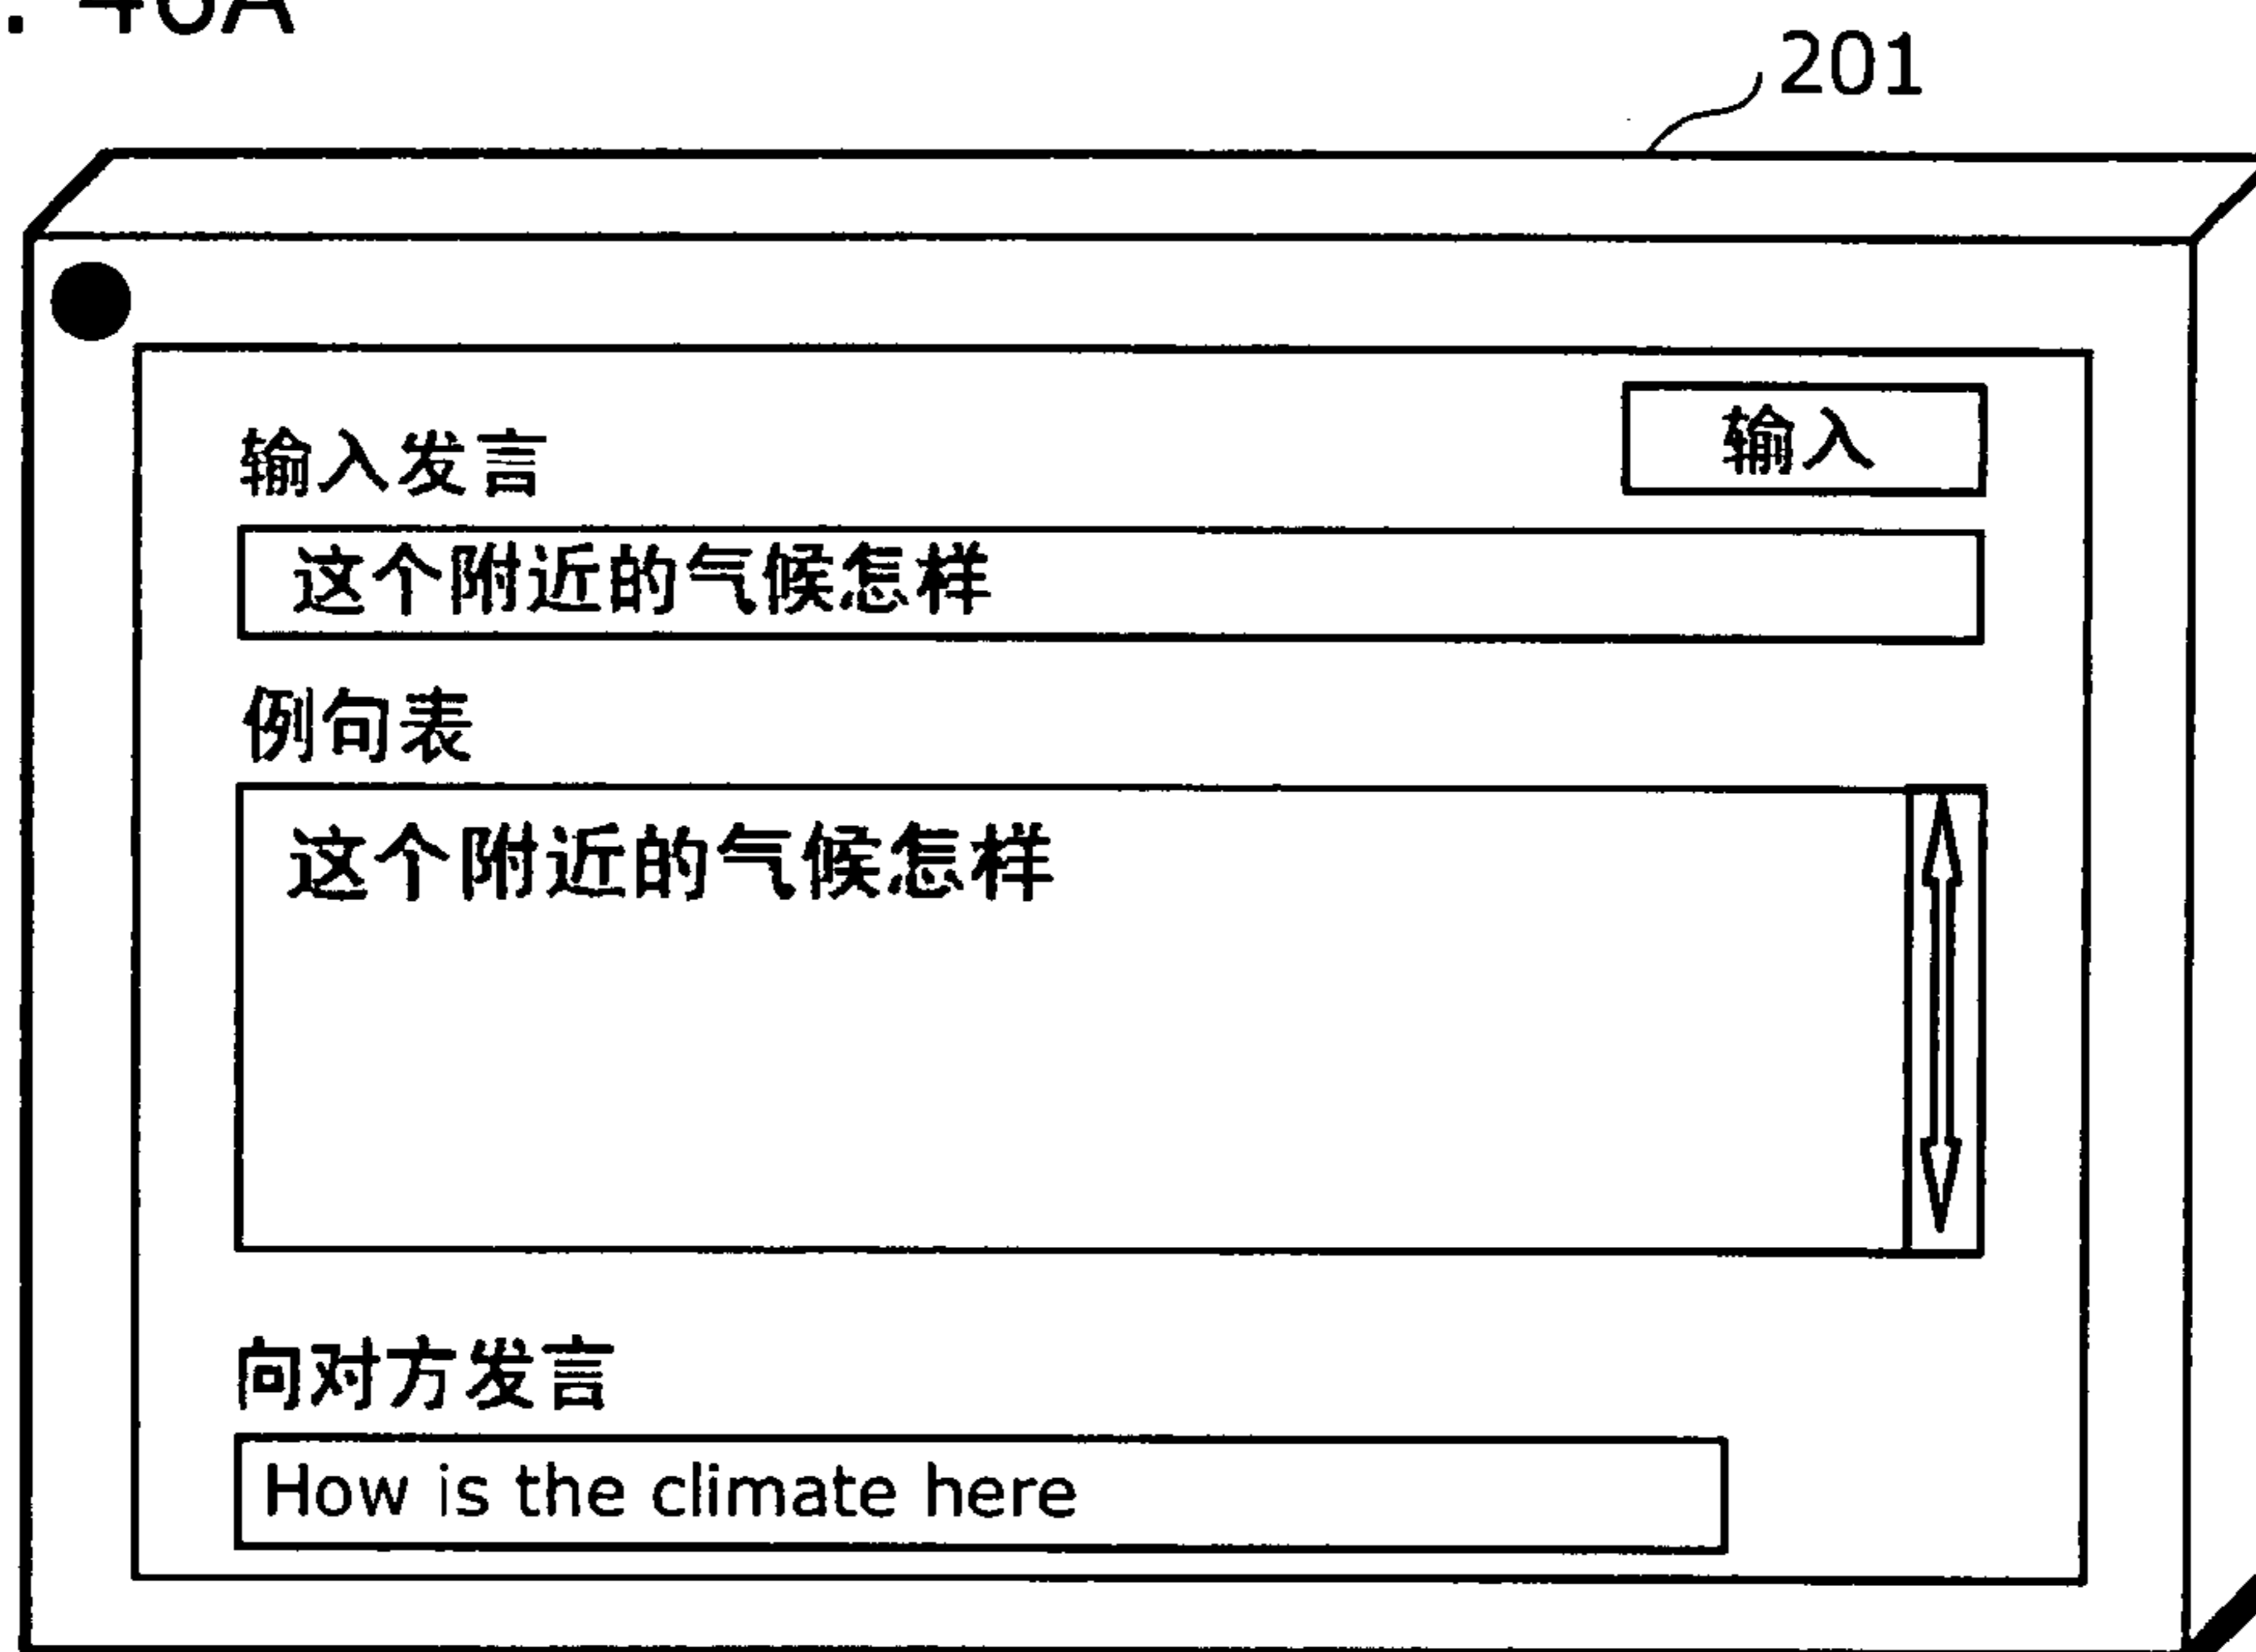 . 40A
201
输入
输入发言
这个附近的气候怎样
例句表
这个附近的气候怎样
向对方发言
How is the climate here